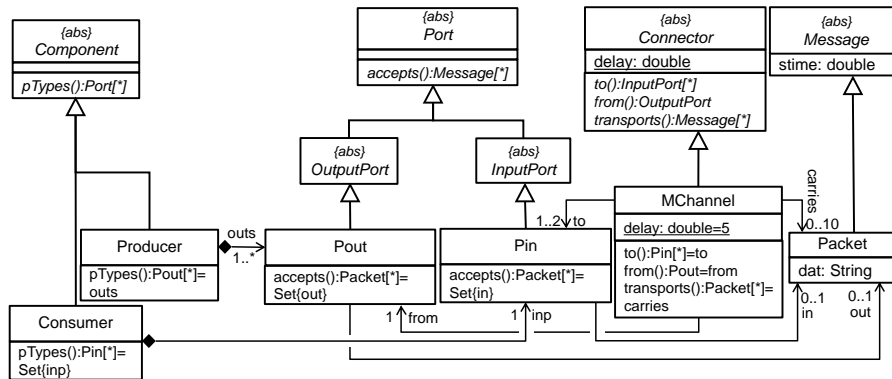 {abs}
Component
pTypes():Port[*]
{abs}
Port
accepts():Message[*]
{abs}
Connector
delay: double
to():InputPort[*]
from():OutputPort
transports():Message[*]
{abs}
Message
stime: double
{abs}
OutputPort
{abs}
InputPort
carries
MChannel
delay: double=5
to():Pin[*]=to
from():Pout=from
transports():Packet[*]=
carries
1..2
to
0..10
Producer
pTypes():Pout[*]=
outs
outs
1..*
Pout
accepts():Packet[*]=
Set{out}
Pin
accepts():Packet[*]=
Set{in}
Packet
dat: String
Consumer
pTypes():Pin[*]=
Set{inp}
1
from
1
inp
0..1
in
0..1
out